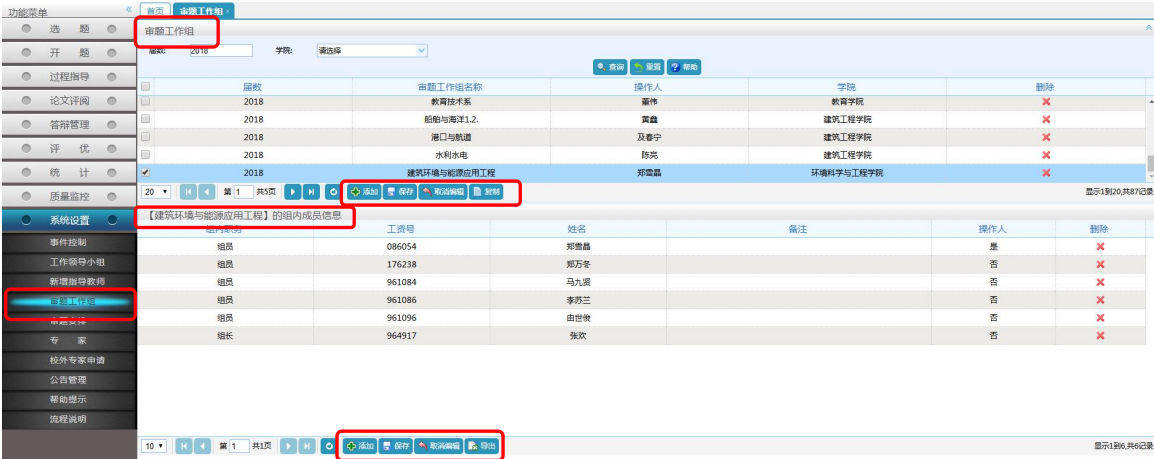 功能菜单 首页 审题工作组
选 题
开 题
过程指导
论文评阅
答辩管理
评 优
统 计
质量监控
系统设置
事件控制
工作领导小组
新增指导教师
审题工作组
审题安排
专 家
校外专家申请
公告管理
帮助提示
流程说明
审题工作组
届数: 2018 学院: 请选择
查询 重置 帮助
届数 审题工作组名称 操作人 学院 删除
2018 教育技术系 董伟 教育学院
2018 船舶与海洋1.2. 黄鑫 建筑工程学院
2018 港口与航道 及春宁 建筑工程学院
2018 水利水电 陈亮 建筑工程学院
2018 建筑环境与能源应用工程 郑雪晶 环境科学与工程学院
20 第 1 共5页 添加 保存 取消编辑 复制 显示1到20,共87记录
【建筑环境与能源应用工程】的组内成员信息
组内职务 工资号 姓名 备注 操作人 删除
组员 086054 郑雪晶 是
组员 176238 郑万冬 否
组员 961084 马九贤 否
组员 961086 李苏兰 否
组员 961096 由世俊 否
组长 964917 张欢 否
10 第 1 共1页 添加 保存 取消编辑 导出 显示1到6,共6记录